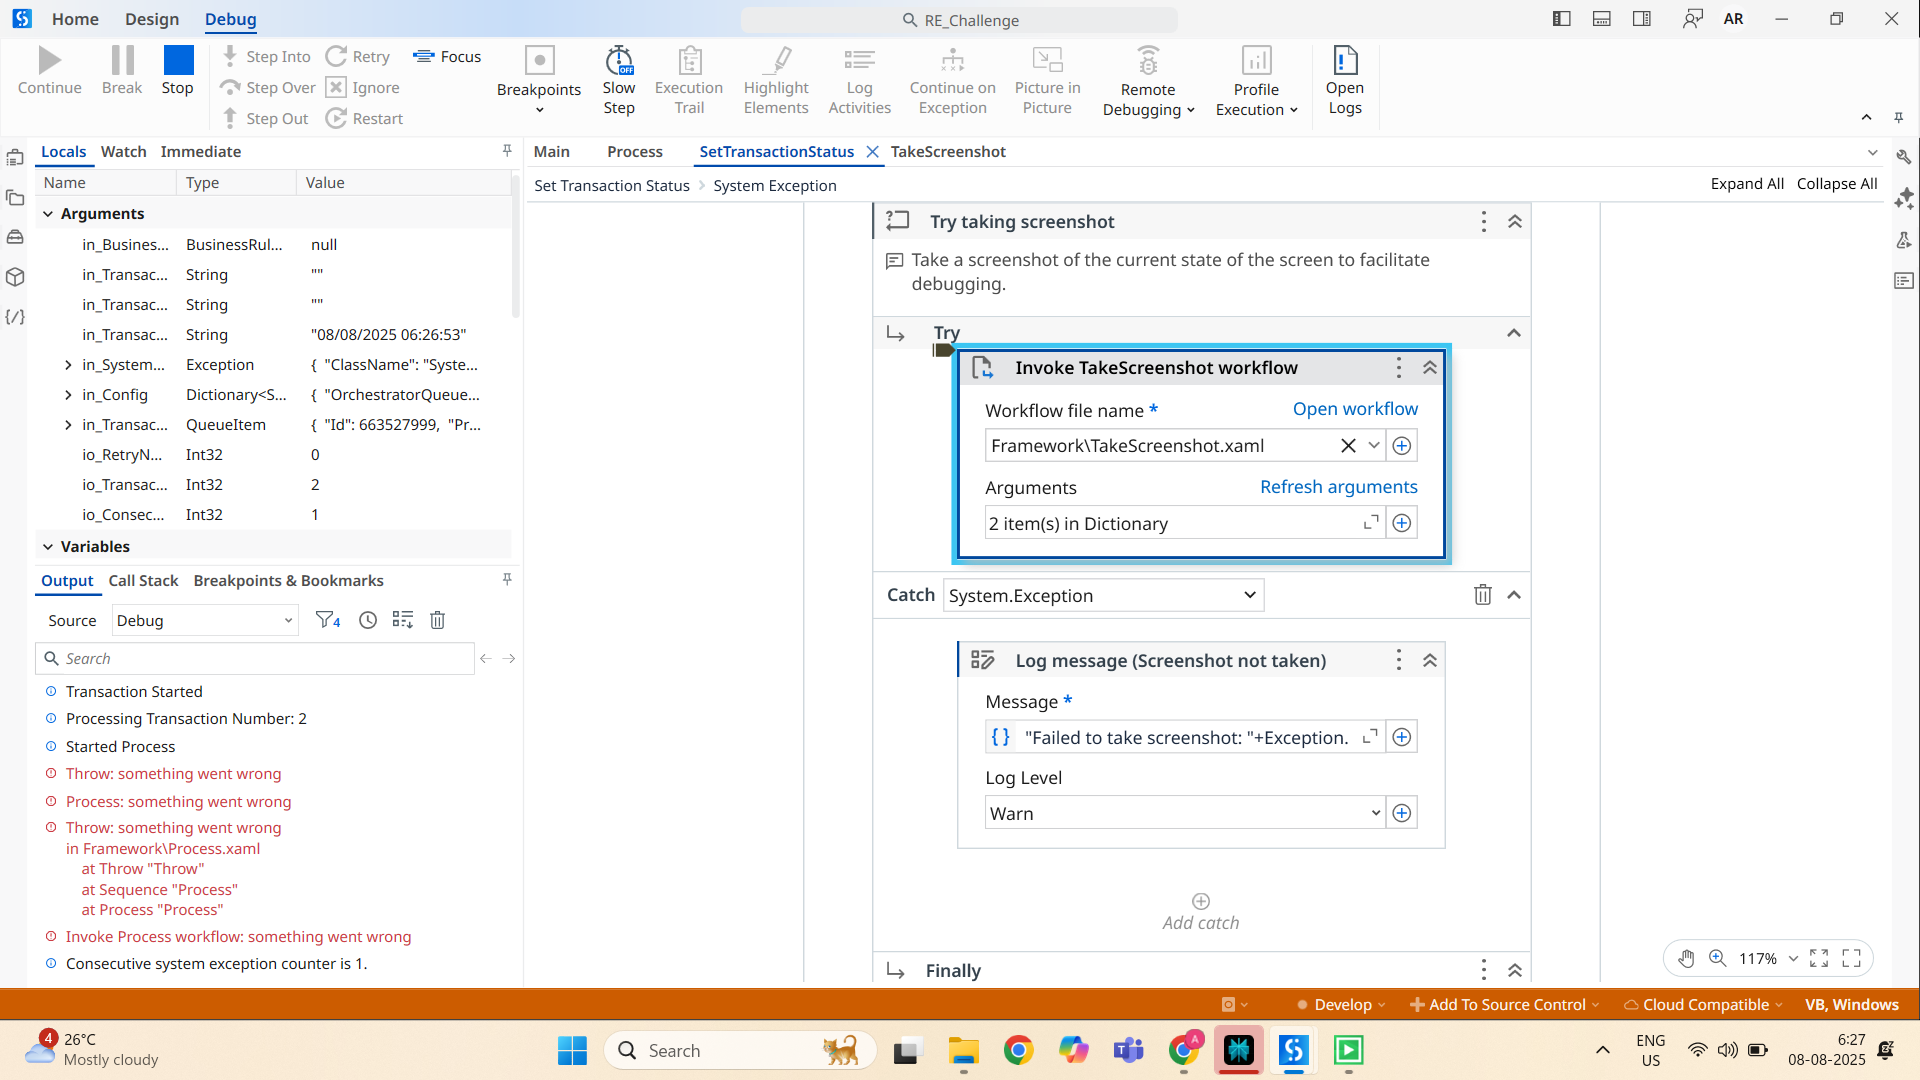 Home Design Debug
RE_Challenge
AR
Continue Break Stop
Step Into Retry Focus
Step Over Ignore
Step Out Restart
Breakpoints
Slow Step
OFF
Execution Trail
Highlight Elements
Log Activities
Continue on Exception
Picture in Picture
Remote Debugging
Profile Execution
Open Logs
Locals Watch Immediate
Name Type Value
Arguments
in_Busines... BusinessRul... null
in_Transac... String ""
in_Transac... String ""
in_Transac... String "08/08/2025 06:26:53"
in_System... Exception { "ClassName": "Syste...
in_Config Dictionary<S... { "OrchestratorQueue...
in_Transac... QueueItem { "Id": 663527999, "Pr...
io_RetryN... Int32 0
io_Transac... Int32 2
io_Consec... Int32 1
Variables
Output Call Stack Breakpoints & Bookmarks
Source Debug 4
Search
Transaction Started
Processing Transaction Number: 2
Started Process
Throw: something went wrong
Process: something went wrong
Throw: something went wrong
in Framework\Process.xaml
at Throw "Throw"
at Sequence "Process"
at Process "Process"
Invoke Process workflow: something went wrong
Consecutive system exception counter is 1.
Main Process SetTransactionStatus TakeScreenshot
Set Transaction Status > System Exception
Expand All Collapse All
Try taking screenshot
Take a screenshot of the current state of the screen to facilitate
debugging.
Try
Invoke TakeScreenshot workflow
Workflow file name * Open workflow
Framework\TakeScreenshot.xaml
Arguments Refresh arguments
2 item(s) in Dictionary
Catch System.Exception
Log message (Screenshot not taken)
Message *
"Failed to take screenshot: "+Exception.
Log Level
Warn
Add catch
Finally
117%
Develop Add To Source Control Cloud Compatible VB, Windows
4
26°C
Mostly cloudy
Search
A
ENG
US
6:27
08-08-2025